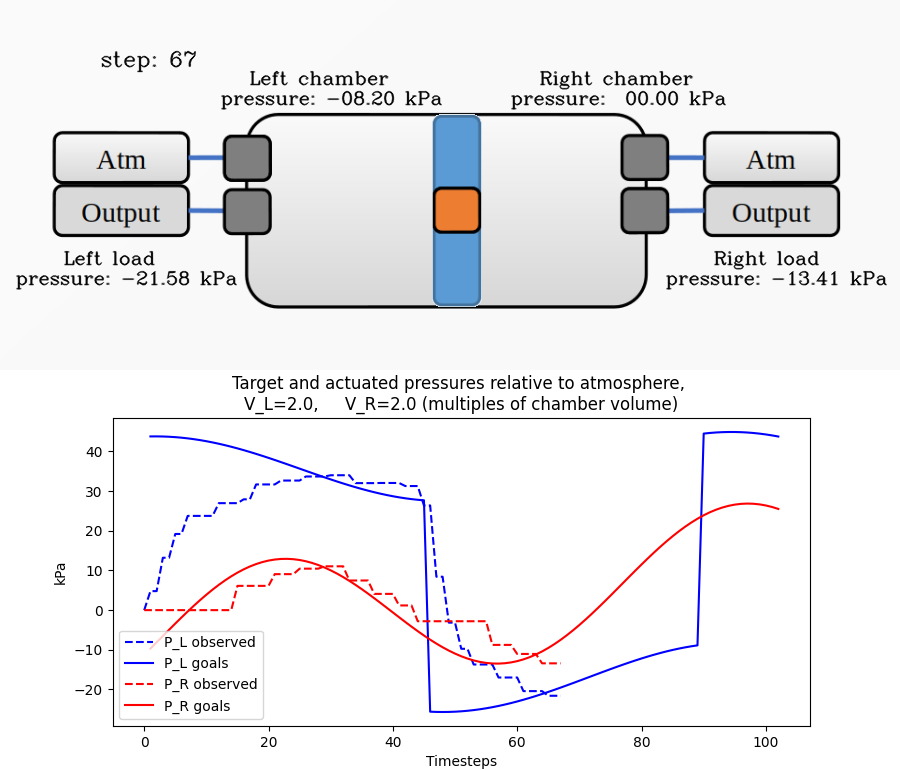 step: 67
Left chamber
pressure: −08.20 kPa
Right chamber
pressure: 00.00 kPa
Atm
Output
Atm
Output
Left load
pressure: −21.58 kPa
Right load
pressure: −13.41 kPa
Target and actuated pressures relative to atmosphere,
V_L=2.0, V_R=2.0 (multiples of chamber volume)
kPa
40
30
20
10
0
−10
−20
P_L observed
P_L goals
P_R observed
P_R goals
0 20 40 60 80 100
Timesteps